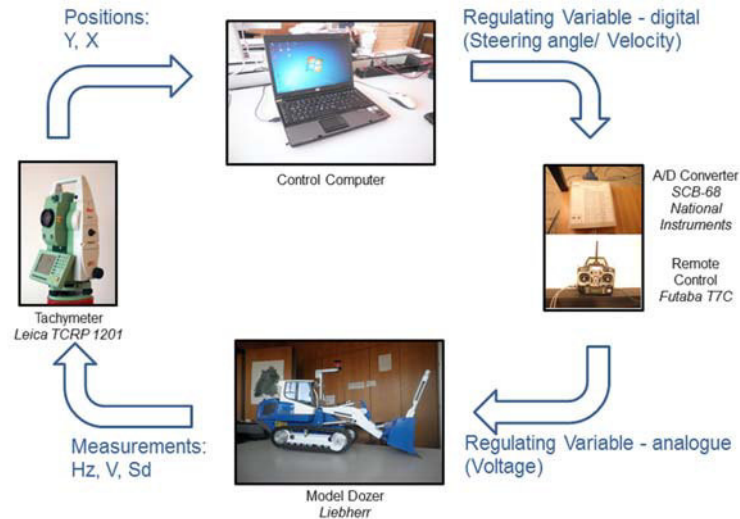 Positions:
Y, X
Regulating Variable - digital
(Steering angle/ Velocity)
Control Computer
A/D Converter
SCB-68
National
Instruments
Remote
Control
Futaba T7C
Tachymeter
Leica TCRP 1201
Measurements:
Hz, V, Sd
Model Dozer
Liebherr
Regulating Variable - analogue
(Voltage)